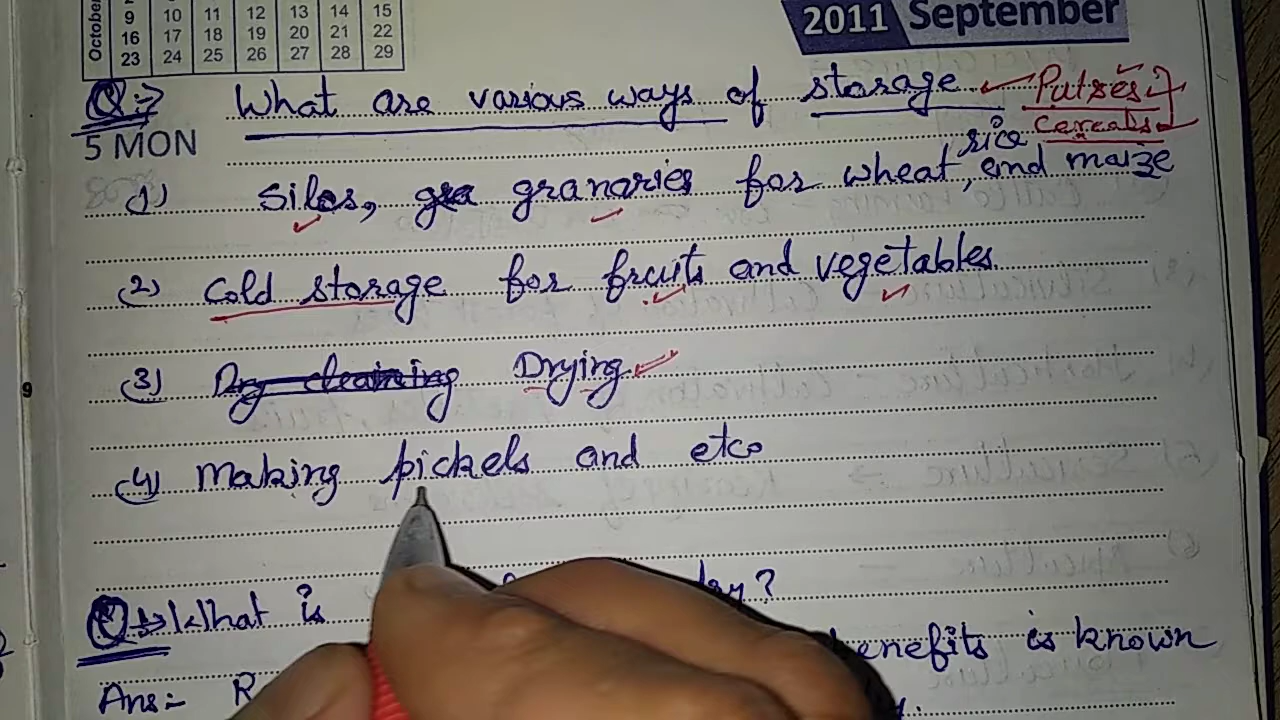 October 9 10 11 12 13 14 15
16 17 18 19 20 21 22
23 24 25 26 27 28 29
2011 September
Q:→ What are various ways of storage Pulses
Cereals
5 MON
rice
1) Silos, granaries for wheat, and maize
(2) Cold storage for fruits and vegetables.
(3) Dry cleaning Drying
(4) Making pickels and etc.
9
Q:→ What is
benefits is known
Ans:- R